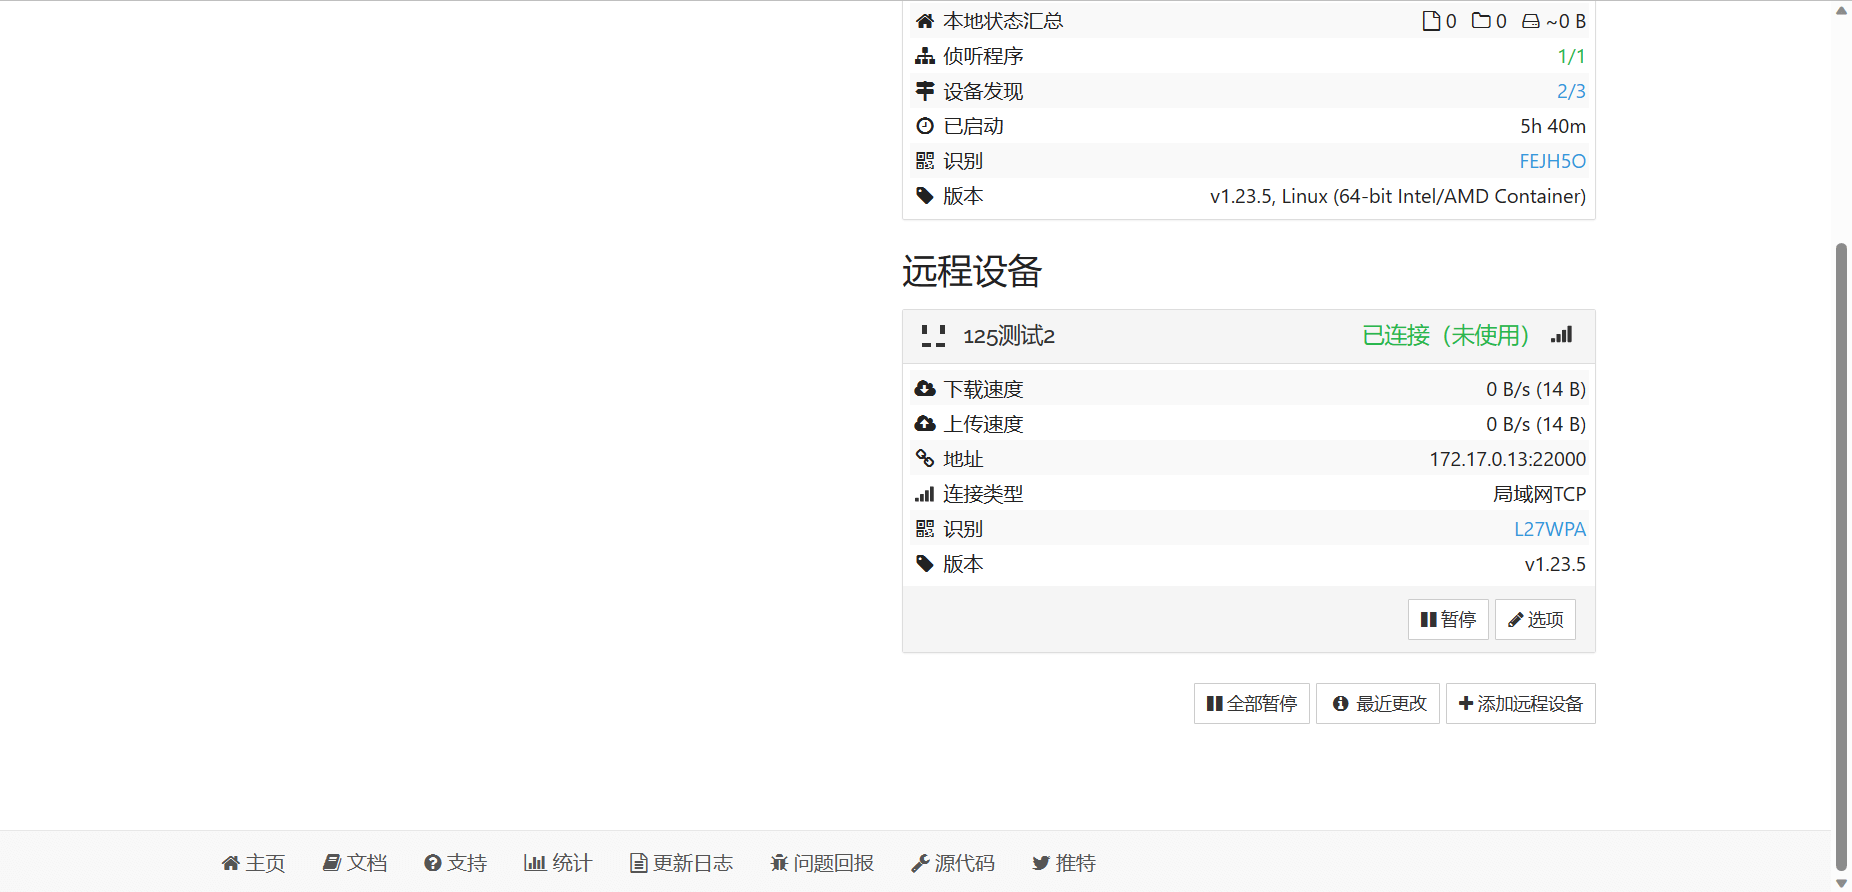 本地状态汇总 0 0 ~0 B
侦听程序 1/1
设备发现 2/3
已启动 5h 40m
识别 FEJH5O
版本 v1.23.5, Linux (64-bit Intel/AMD Container)
远程设备
125测试2 已连接（未使用）
下载速度 0 B/s (14 B)
上传速度 0 B/s (14 B)
地址 172.17.0.13:22000
连接类型 局域网TCP
识别 L27WPA
版本 v1.23.5
暂停 选项
全部暂停 最近更改 添加远程设备
主页 文档 支持 统计 更新日志 问题回报 源代码 推特